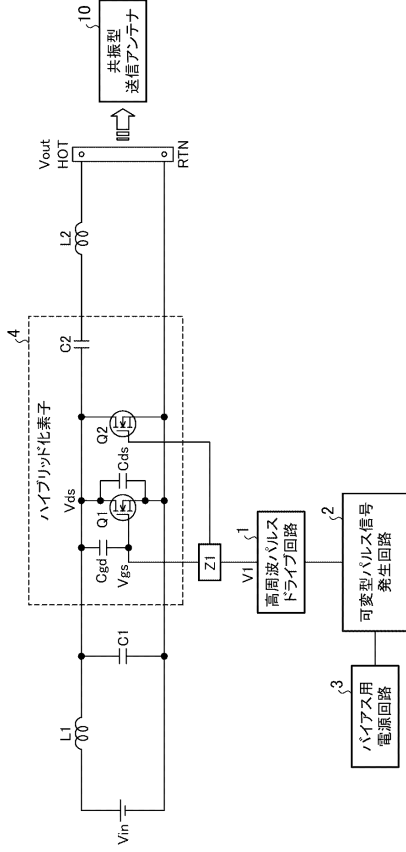 Vin
L1
C1
ハイブリッド化素子
4
Vds
Cgd
Q1
Cds
Vgs
Q2
C2
L2
Vout
HOT
RTN
10
共振型
送信アンテナ
Z1
V1
1
高周波パルス
ドライブ回路
2
可変型パルス信号
発生回路
3
バイアス用
電源回路